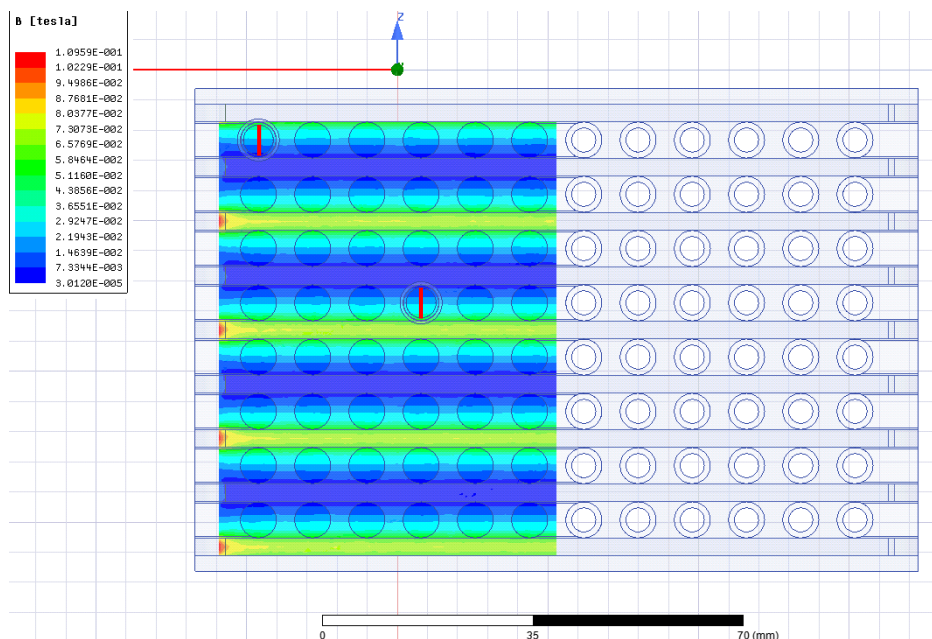 B [tesla]
1.0959E-001
1.0229E-001
9.4986E-002
8.7681E-002
8.0377E-002
7.3073E-002
6.5769E-002
5.8464E-002
5.1160E-002
4.3856E-002
3.6551E-002
2.9247E-002
2.1943E-002
1.4639E-002
7.3344E-003
3.0120E-005
Z
0 35 70 (mm)